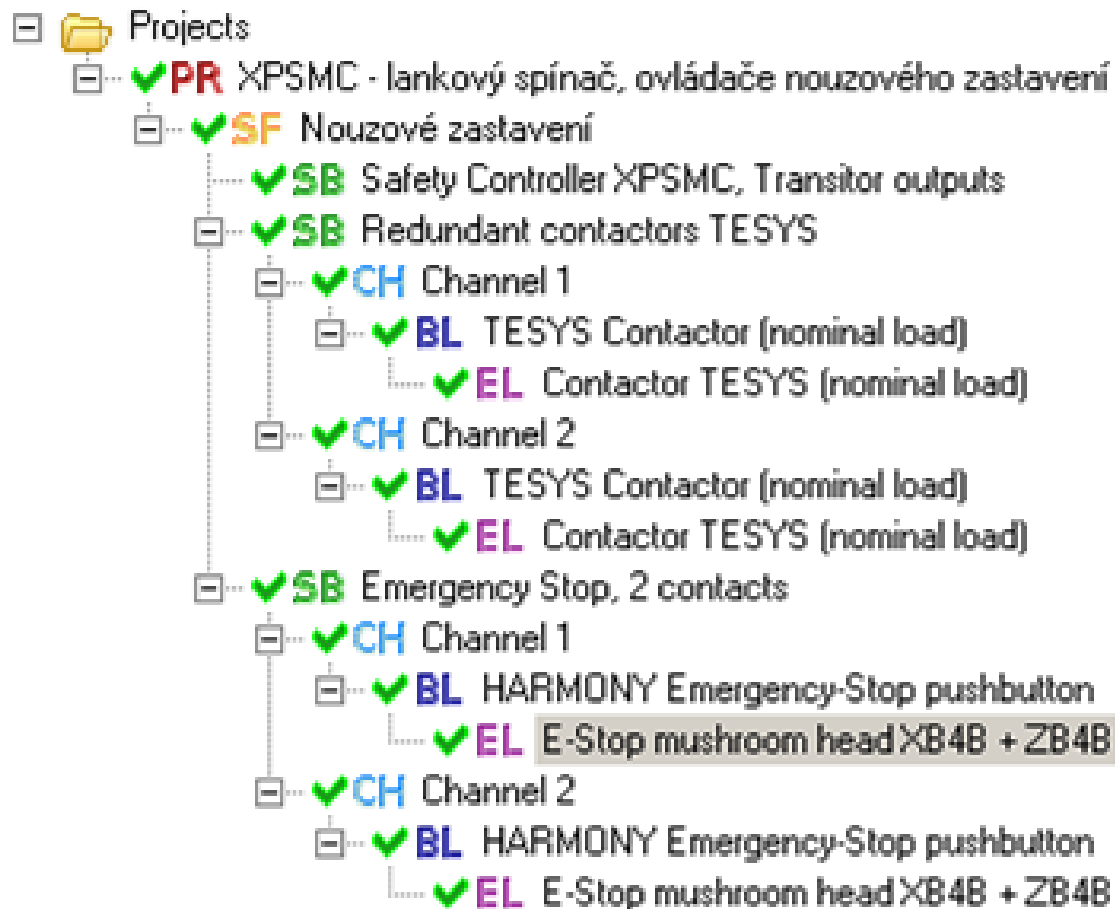 Projects
PR XPSMC - lankový spínač, ovládače nouzového zastavení
SF Nouzové zastavení
SB Safety Controller XPSMC, Transitor outputs
SB Redundant contactors TESYS
CH Channel 1
BL TESYS Contactor (nominal load)
EL Contactor TESYS (nominal load)
CH Channel 2
BL TESYS Contactor (nominal load)
EL Contactor TESYS (nominal load)
SB Emergency Stop, 2 contacts
CH Channel 1
BL HARMONY Emergency-Stop pushbutton
EL E-Stop mushroom head XB4B + ZB4B
CH Channel 2
BL HARMONY Emergency-Stop pushbutton
EL E-Stop mushroom head XB4B + ZB4B